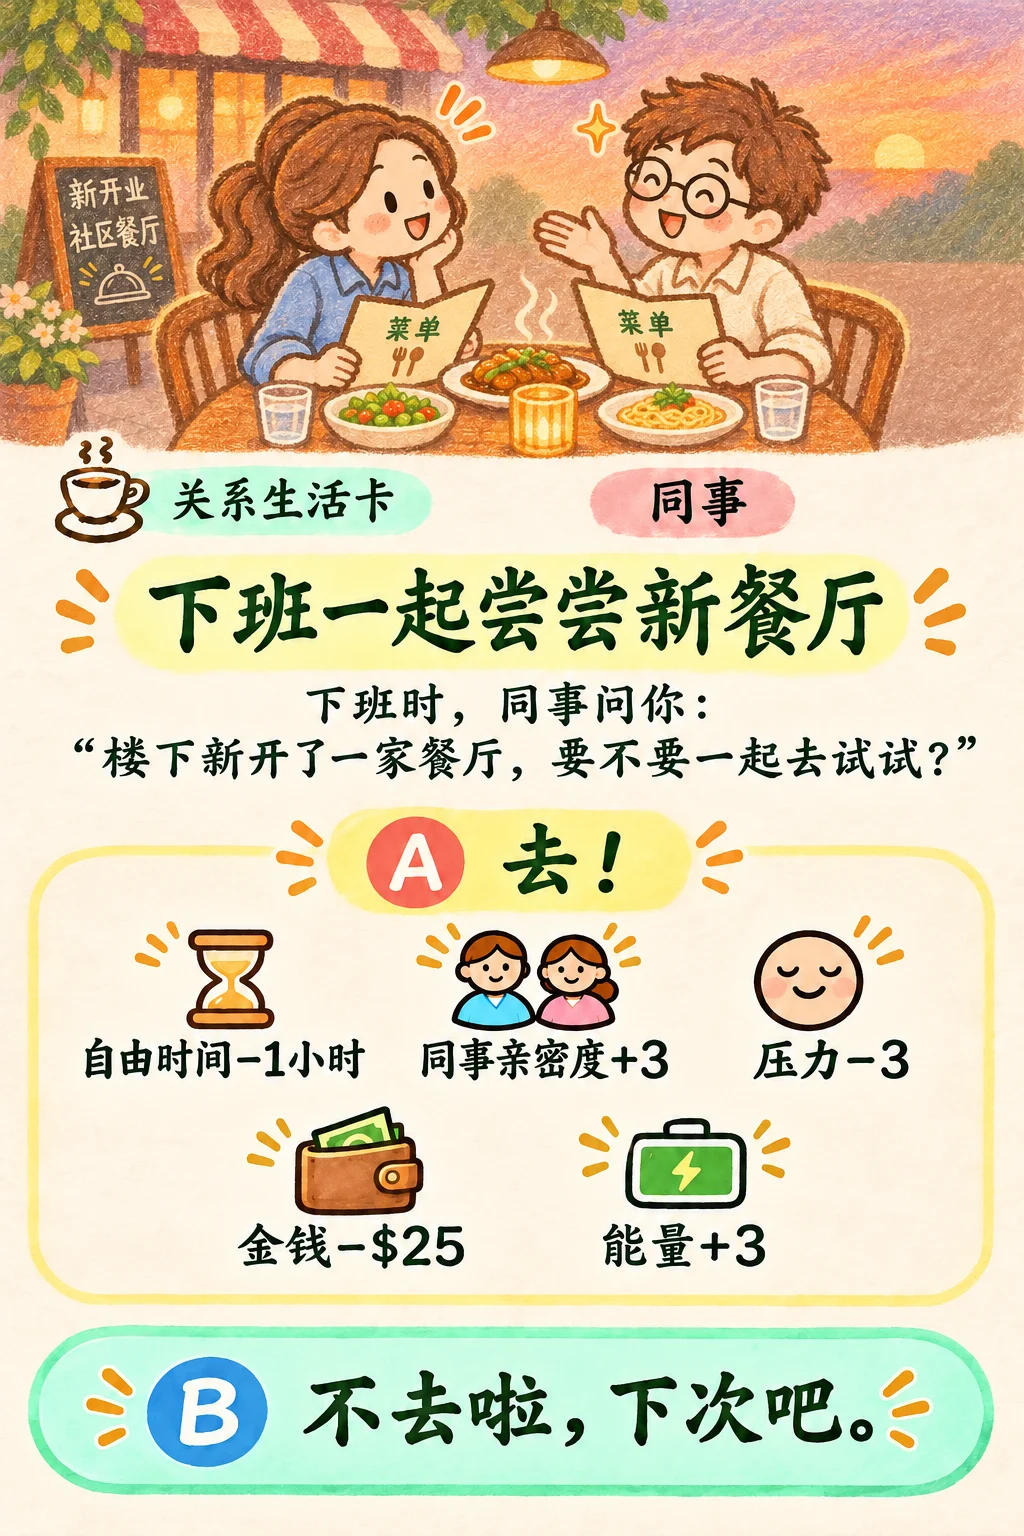 新开业
社区餐厅
菜单
菜单
关系生活卡
同事
下班一起尝尝新餐厅
下班时，同事问你：
“楼下新开了一家餐厅，要不要一起去试试？”
A 去！
自由时间-1小时
同事亲密度+3
压力-3
金钱-$25
能量+3
B 不去啦，下次吧。